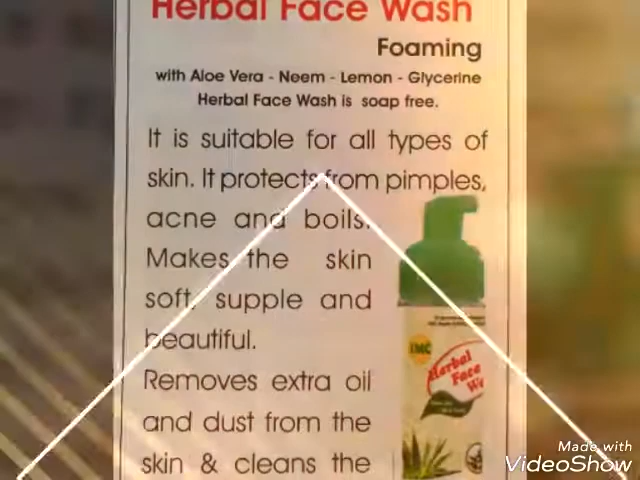 Herbal Face Wash
Foaming
with Aloe Vera - Neem - Lemon - Glycerine
Herbal Face Wash is soap free.
It is suitable for all types of
skin. It protects from pimples,
acne and boils.
Makes the skin
soft, supple and
beautiful.
Removes extra oil
and dust from the
skin & cleans the
IMC
Herbal
Face
Wa
Made with
VideoShow